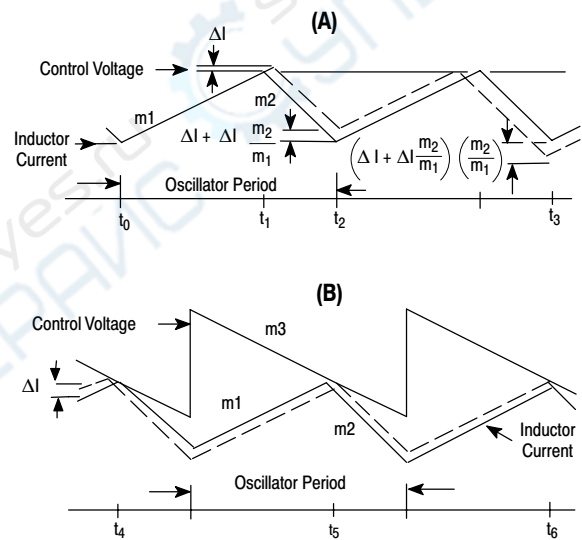 (A)
ΔI
Control Voltage
m1
m2
Inductor
Current
ΔI + ΔI m2/m1
(ΔI + ΔI m2/m1) (m2/m1)
Oscillator Period
t0
t1
t2
t3
(B)
Control Voltage
m3
ΔI
m1
m2
Inductor
Current
Oscillator Period
t4
t5
t6